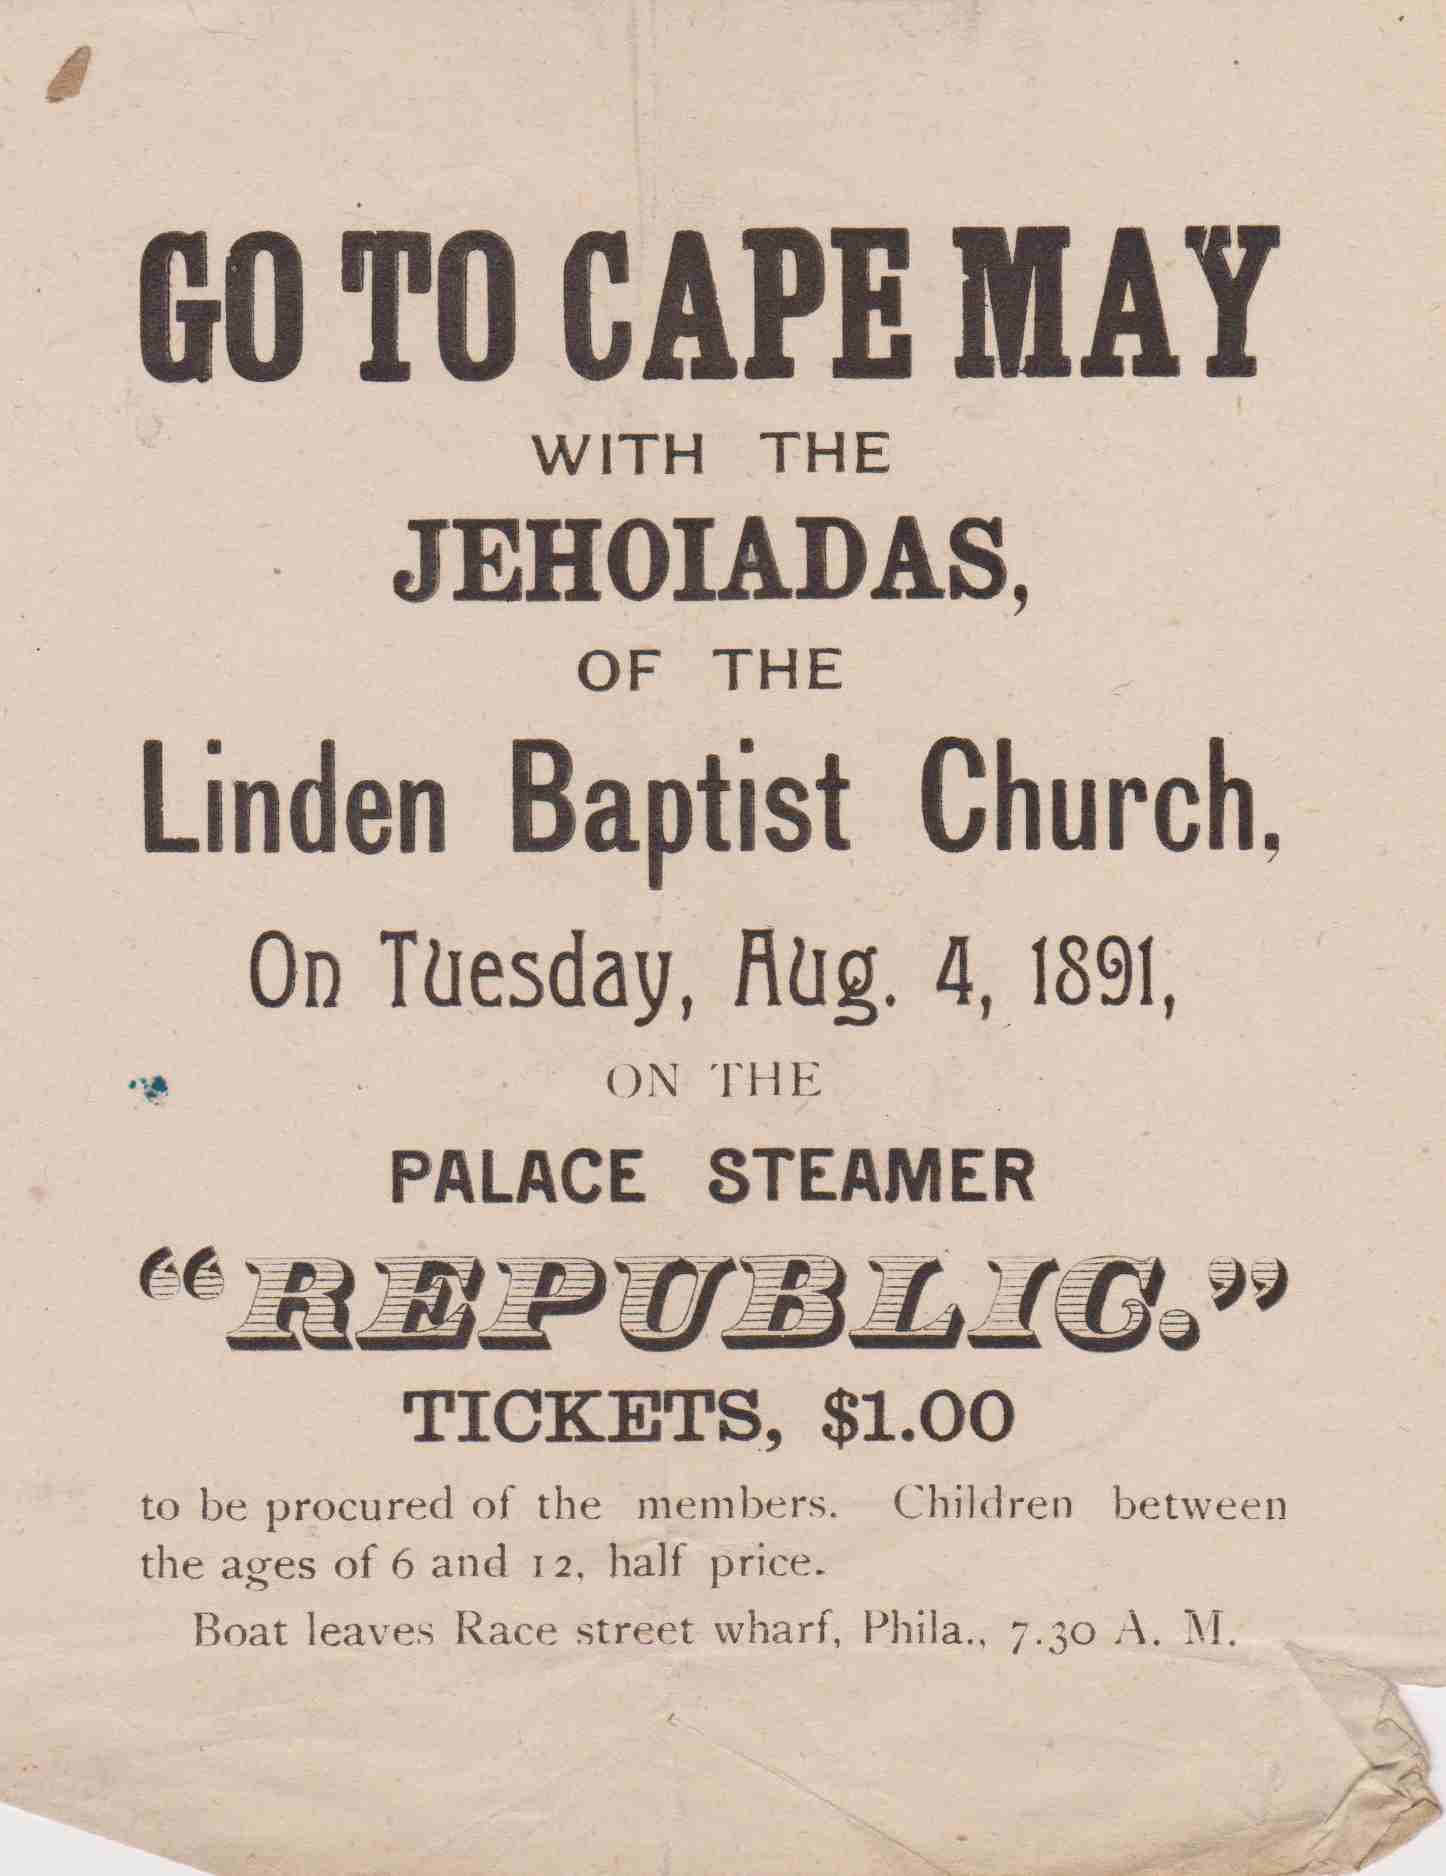 GO TO CAPE MAY
WITH THE
JEHOIADAS,
OF THE
Linden Baptist Church,
On Tuesday, Aug. 4, 1891,
ON THE
PALACE STEAMER
“REPUBLIC.”
TICKETS, $1.00
to be procured of the members. Children between
the ages of 6 and 12, half price.
Boat leaves Race street wharf, Phila., 7.30 A. M.